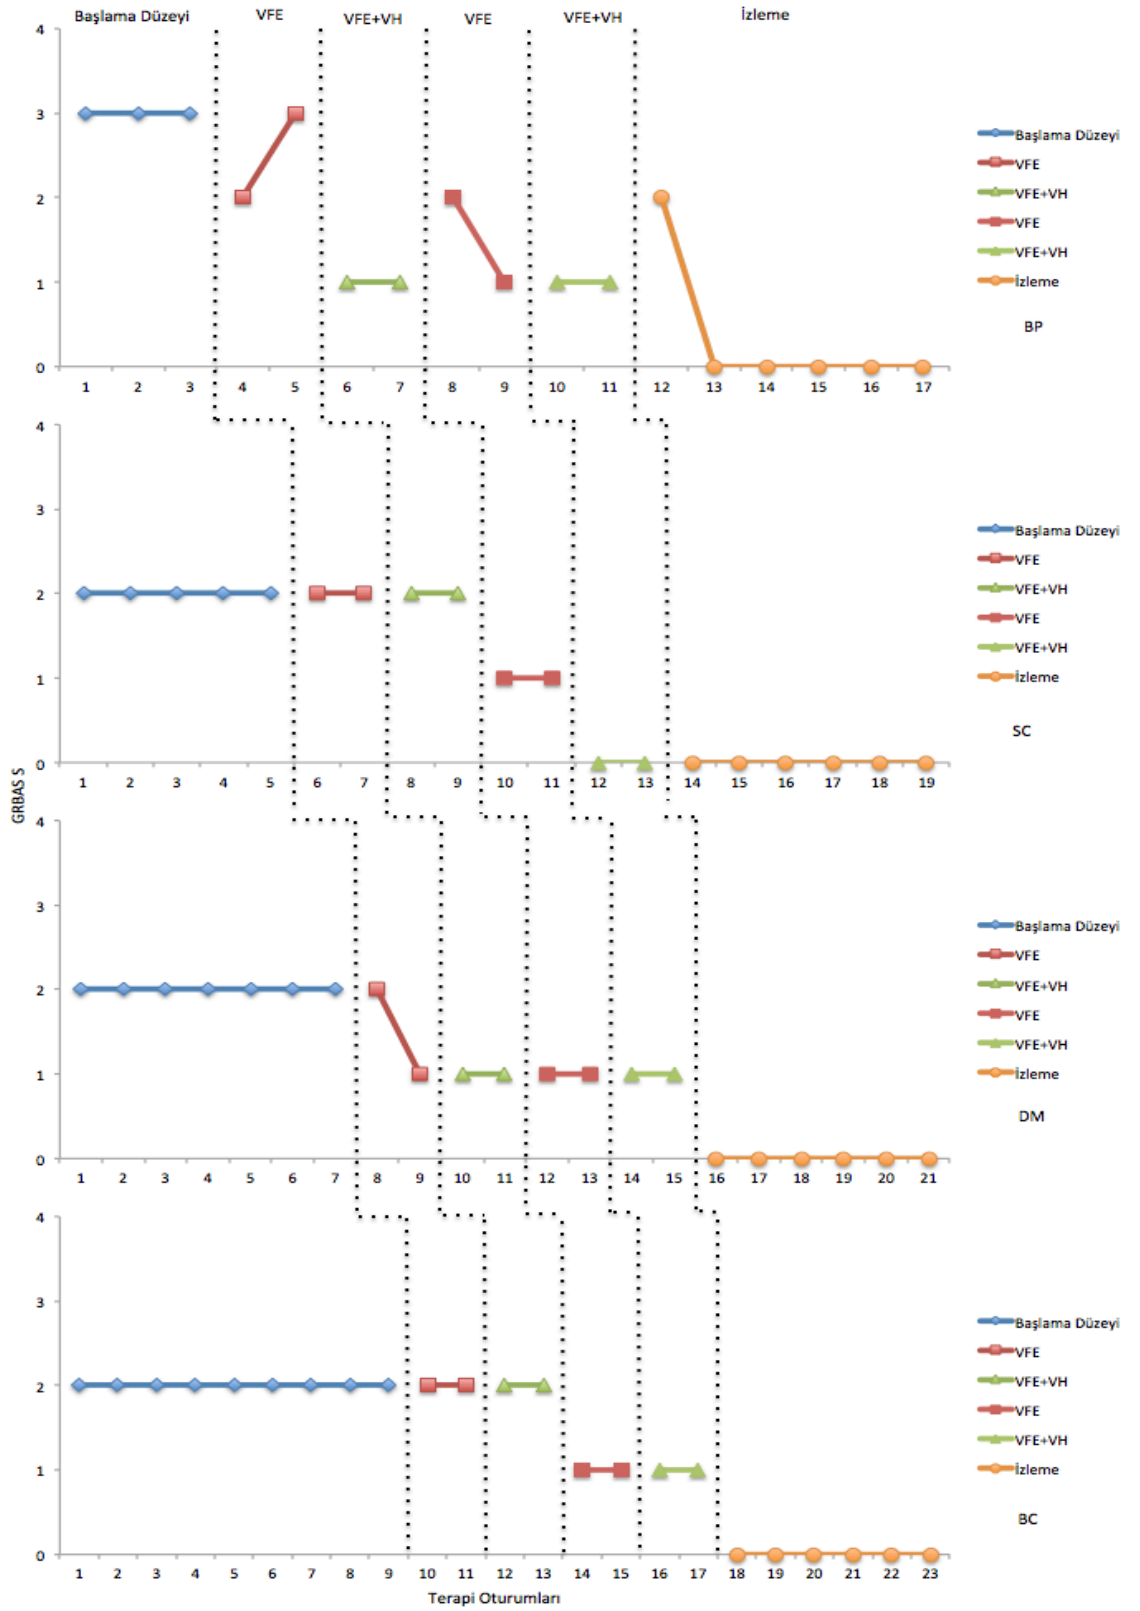 Başlama Düzeyi VFE VFE+VH VFE VFE+VH İzleme
4
3
2
1
0
1 2 3 4 5 6 7 8 9 10 11 12 13 14 15 16 17
Başlama Düzeyi
VFE
VFE+VH
VFE
VFE+VH
İzleme
BP
4
3
2
1
0
1 2 3 4 5 6 7 8 9 10 11 12 13 14 15 16 17 18 19
Başlama Düzeyi
VFE
VFE+VH
VFE
VFE+VH
İzleme
SC
GRBAS S
4
3
2
1
0
1 2 3 4 5 6 7 8 9 10 11 12 13 14 15 16 17 18 19 20 21
Başlama Düzeyi
VFE
VFE+VH
VFE
VFE+VH
İzleme
DM
4
3
2
1
0
1 2 3 4 5 6 7 8 9 10 11 12 13 14 15 16 17 18 19 20 21 22 23
Başlama Düzeyi
VFE
VFE+VH
VFE
VFE+VH
İzleme
BC
Terapi Oturumları